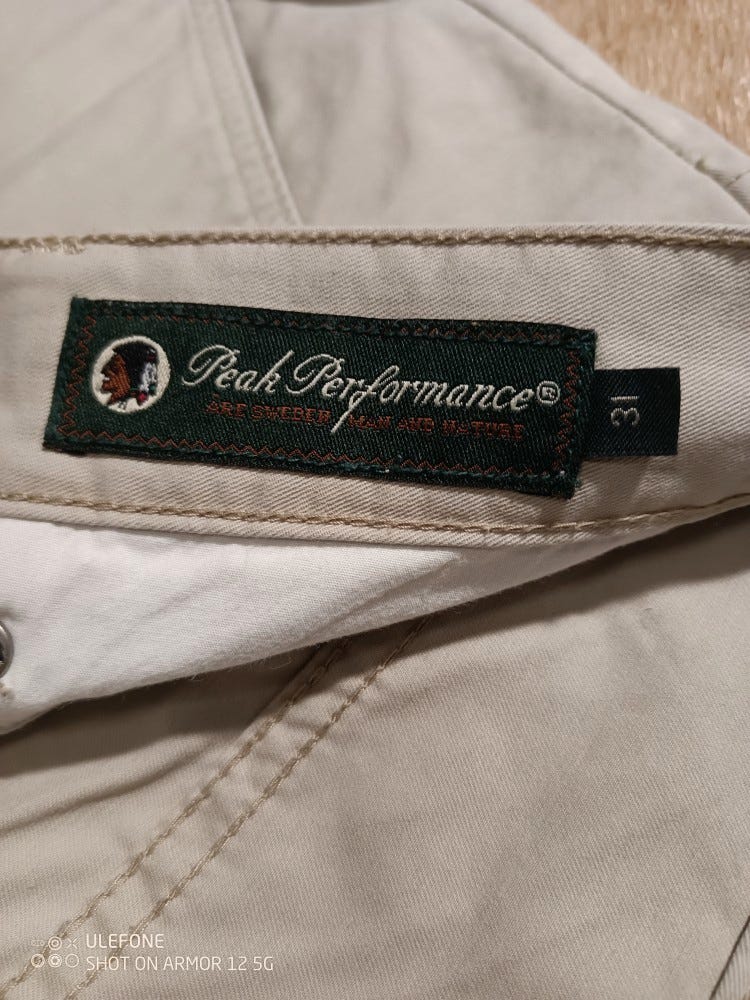 Peak Performance®
ÅRE SWEDEN, MAN AND NATURE
31
ULEFONE
SHOT ON ARMOR 12 5G